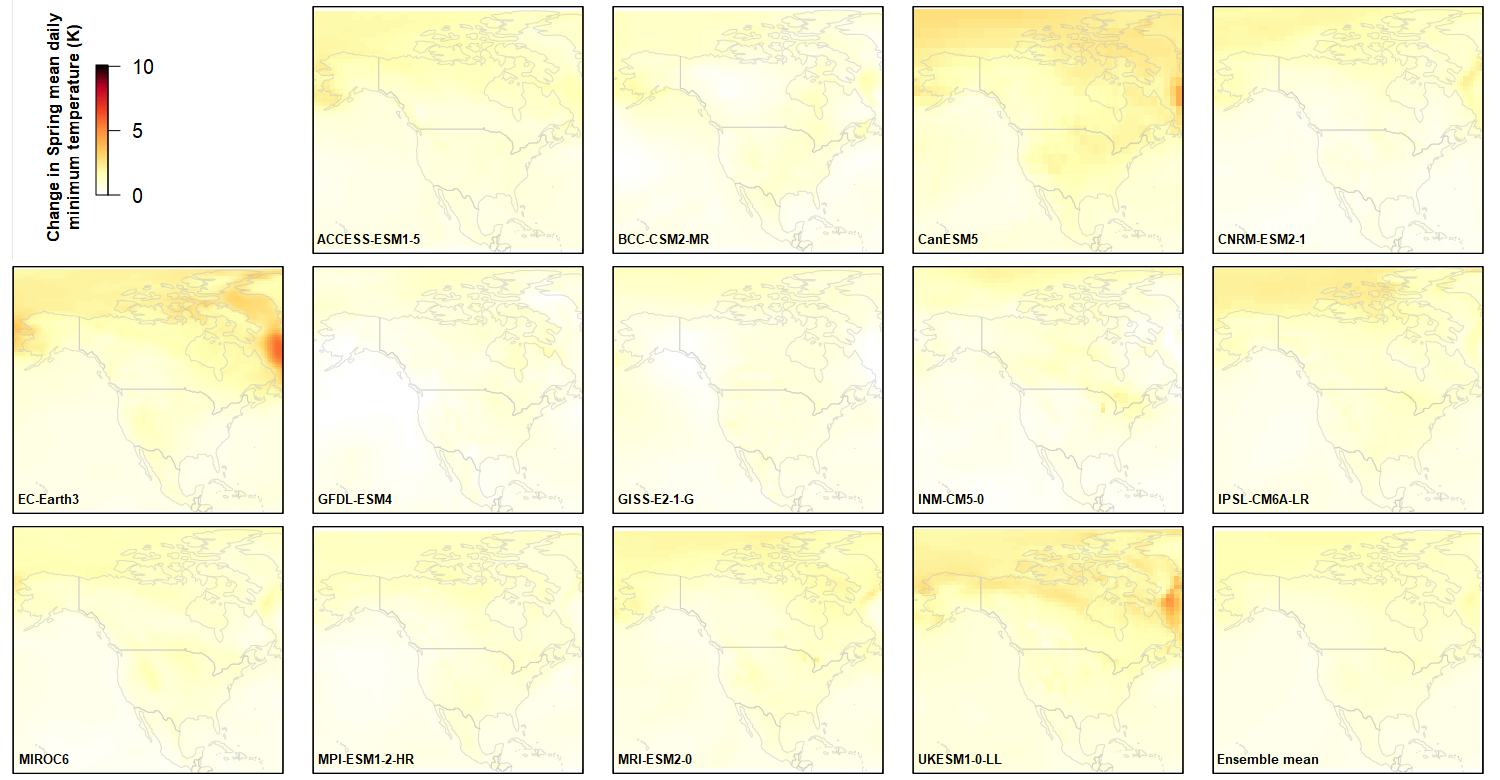 Change in Spring mean daily
minimum temperature (K)
10
5
0
ACCESS-ESM1-5
BCC-CSM2-MR
CanESM5
CNRM-ESM2-1
EC-Earth3
GFDL-ESM4
GISS-E2-1-G
INM-CM5-0
IPSL-CM6A-LR
MIROC6
MPI-ESM1-2-HR
MRI-ESM2-0
UKESM1-0-LL
Ensemble mean